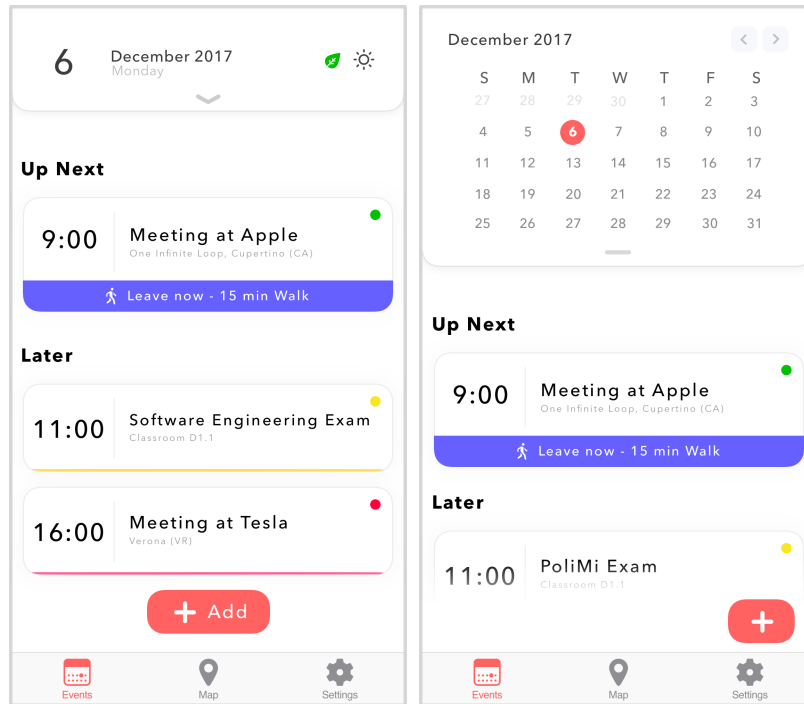 6
December 2017
Monday
Up Next
9:00
Meeting at Apple
One Infinite Loop, Cupertino (CA)
Leave now - 15 min Walk
Later
11:00
Software Engineering Exam
Classroom D1.1
16:00
Meeting at Tesla
Verona (VR)
+ Add
Events Map Settings
December 2017
< >
S M T W T F S
27 28 29 30 1 2 3
4 5 6 7 8 9 10
11 12 13 14 15 16 17
18 19 20 21 22 23 24
25 26 27 28 29 30 31
Up Next
9:00
Meeting at Apple
One Infinite Loop, Cupertino (CA)
Leave now - 15 min Walk
Later
11:00
PoliMi Exam
Classroom D1.1
+
Events Map Settings